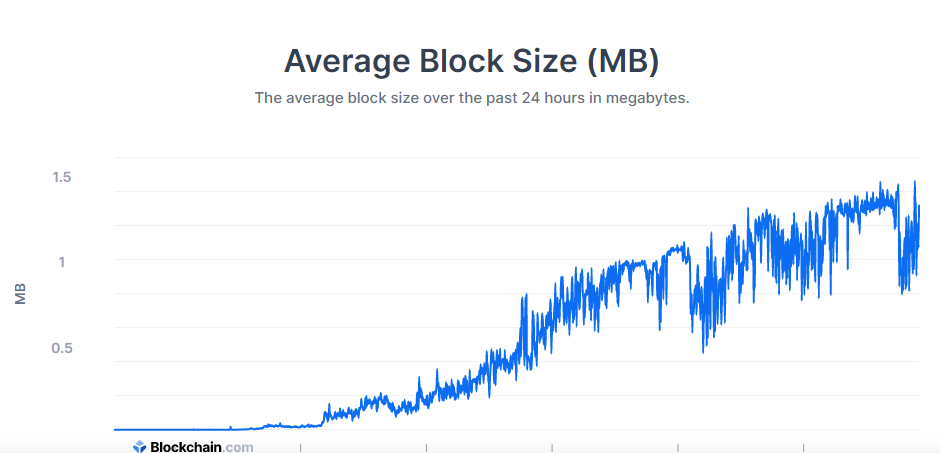 Average Block Size (MB)
The average block size over the past 24 hours in megabytes.
1.5
1
MB
0.5
Blockchain.com